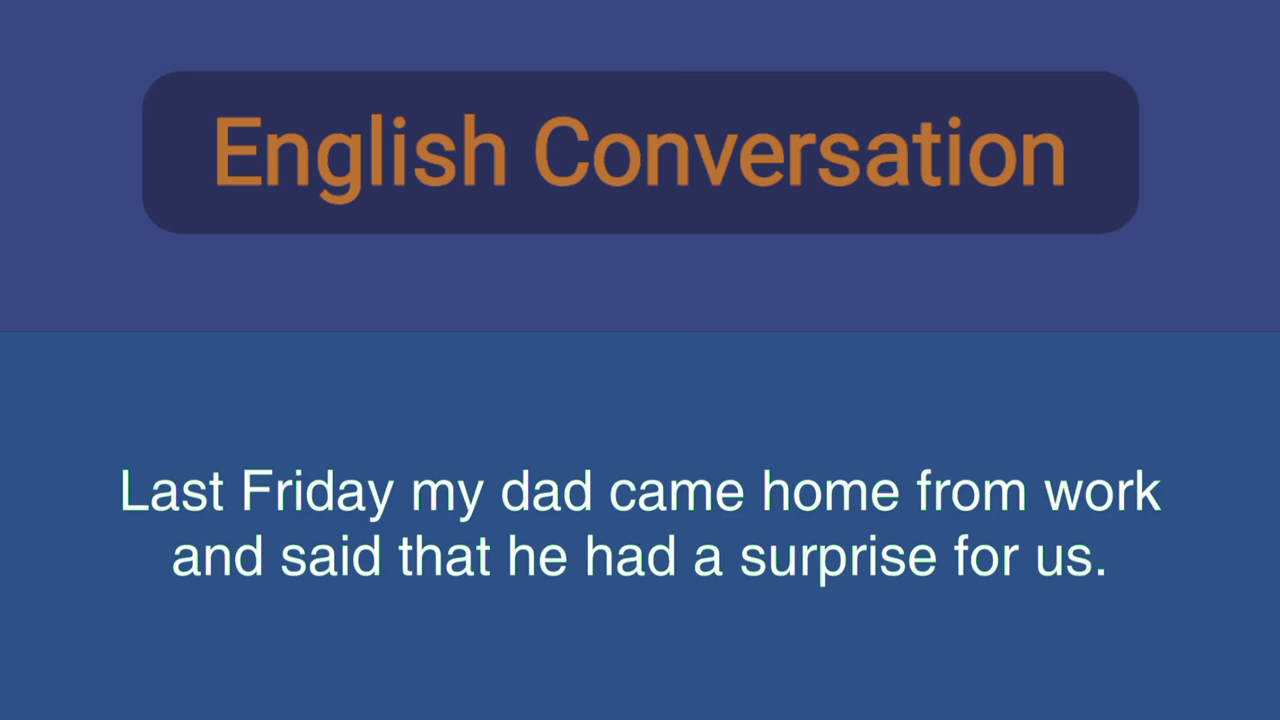 English Conversation
Last Friday my dad came home from work
and said that he had a surprise for us.